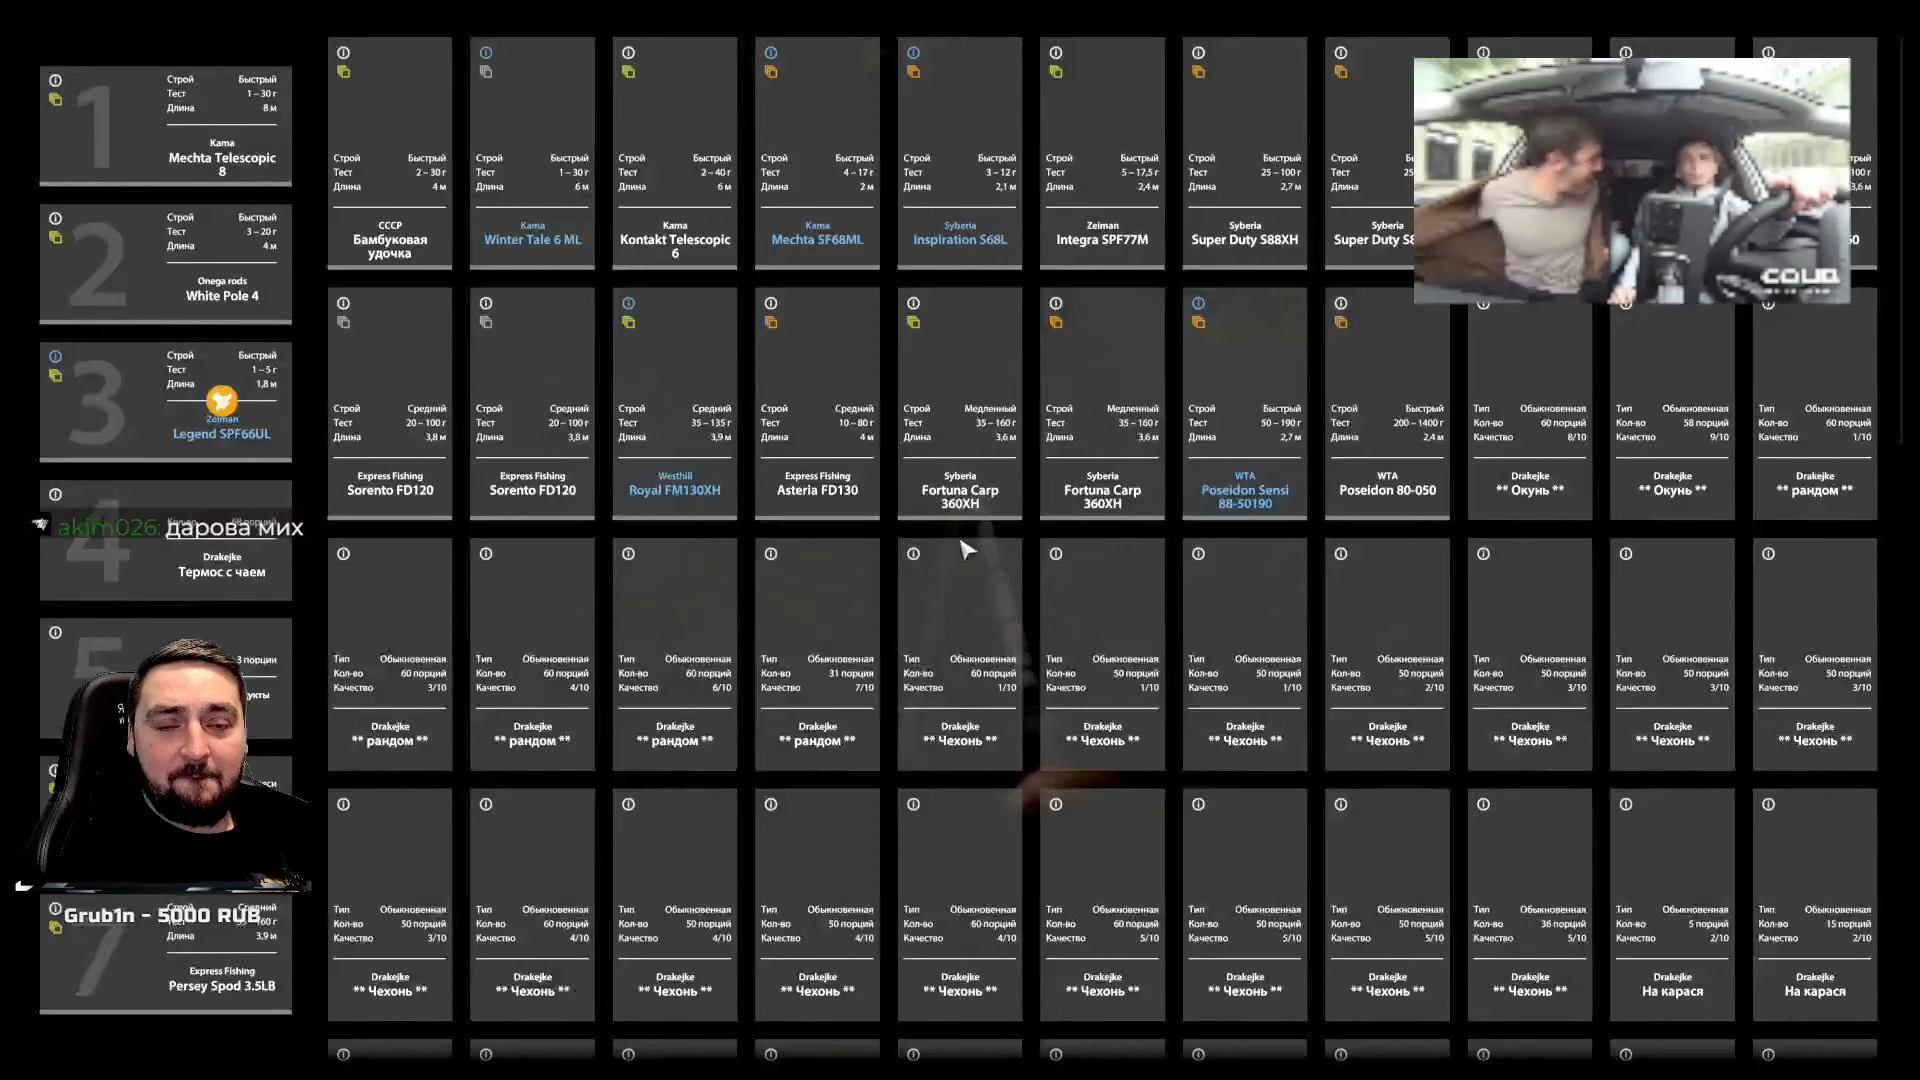 1
Строй Быстрый
Тест 1 – 30 г
Длина 8 м
Kama
Mechta Telescopic
8
2
Строй Быстрый
Тест 3 – 20 г
Длина 4 м
Onega rods
White Pole 4
3
Строй Быстрый
Тест 1 – 5 г
Длина 1,8 м
Zeiman
Legend SPF66UL
4
akim026: дарова мих
Drakejke
Термос с чаем
5
3 порции
Grub1n - 5000 RUB
7
Средний
Длина 3,9 м
Express Fishing
Persey Spod 3.5LB
Строй Быстрый
Тест 2 – 30 г
Длина 4 м
СССР
Бамбуковая
удочка
Строй Быстрый
Тест 1 – 30 г
Длина 6 м
Kama
Winter Tale 6 ML
Строй Быстрый
Тест 2 – 40 г
Длина 6 м
Kama
Kontakt Telescopic
6
Строй Быстрый
Тест 4 – 17 г
Длина 2 м
Kama
Mechta SF68ML
Строй Быстрый
Тест 3 – 12 г
Длина 2,1 м
Syberia
Inspiration S68L
Строй Быстрый
Тест 5 – 17,5 г
Длина 2,4 м
Zeiman
Integra SPF77M
Строй Быстрый
Тест 25 – 100 г
Длина 2,7 м
Syberia
Super Duty S88XH
Строй
Тест
Длина
Syberia
Super Duty
3,6 м
Строй Средний
Тест 20 – 100 г
Длина 3,8 м
Express Fishing
Sorento FD120
Строй Средний
Тест 20 – 100 г
Длина 3,8 м
Express Fishing
Sorento FD120
Строй Средний
Тест 35 – 135 г
Длина 3,9 м
Westhill
Royal FM130XH
Строй Средний
Тест 10 – 80 г
Длина 4 м
Express Fishing
Asteria FD130
Строй Медленный
Тест 35 – 160 г
Длина 3,6 м
Syberia
Fortuna Carp
360XH
Строй Медленный
Тест 35 – 160 г
Длина 3,6 м
Syberia
Fortuna Carp
360XH
Строй Быстрый
Тест 50 – 190 г
Длина 2,7 м
WTA
Poseidon Sensi
88-50190
Строй Быстрый
Тест 200 – 1400 г
Длина 2,4 м
WTA
Poseidon 80-050
Тип Обыкновенная
Кол-во 60 порций
Качество 8/10
Drakejke
** Окунь **
Тип Обыкновенная
Кол-во 58 порций
Качество 9/10
Drakejke
** Окунь **
Тип Обыкновенная
Кол-во 60 порций
Качество 1/10
Drakejke
** рандом **
Тип Обыкновенная
Кол-во 60 порций
Качество 3/10
Drakejke
** рандом **
Тип Обыкновенная
Кол-во 60 порций
Качество 4/10
Drakejke
** рандом **
Тип Обыкновенная
Кол-во 60 порций
Качество 6/10
Drakejke
** рандом **
Тип Обыкновенная
Кол-во 31 порция
Качество 7/10
Drakejke
** рандом **
Тип Обыкновенная
Кол-во 60 порций
Качество 1/10
Drakejke
** Чехонь **
Тип Обыкновенная
Кол-во 50 порций
Качество 1/10
Drakejke
** Чехонь **
Тип Обыкновенная
Кол-во 50 порций
Качество 1/10
Drakejke
** Чехонь **
Тип Обыкновенная
Кол-во 50 порций
Качество 2/10
Drakejke
** Чехонь **
Тип Обыкновенная
Кол-во 50 порций
Качество 3/10
Drakejke
** Чехонь **
Тип Обыкновенная
Кол-во 50 порций
Качество 3/10
Drakejke
** Чехонь **
Тип Обыкновенная
Кол-во 50 порций
Качество 3/10
Drakejke
** Чехонь **
Тип Обыкновенная
Кол-во 50 порций
Качество 3/10
Drakejke
** Чехонь **
Тип Обыкновенная
Кол-во 60 порций
Качество 4/10
Drakejke
** Чехонь **
Тип Обыкновенная
Кол-во 50 порций
Качество 4/10
Drakejke
** Чехонь **
Тип Обыкновенная
Кол-во 50 порций
Качество 4/10
Drakejke
** Чехонь **
Тип Обыкновенная
Кол-во 60 порций
Качество 4/10
Drakejke
** Чехонь **
Тип Обыкновенная
Кол-во 60 порций
Качество 5/10
Drakejke
** Чехонь **
Тип Обыкновенная
Кол-во 50 порций
Качество 5/10
Drakejke
** Чехонь **
Тип Обыкновенная
Кол-во 50 порций
Качество 5/10
Drakejke
** Чехонь **
Тип Обыкновенная
Кол-во 36 порций
Качество 5/10
Drakejke
** Чехонь **
Тип Обыкновенная
Кол-во 5 порций
Качество 2/10
Drakejke
На карася
Тип Обыкновенная
Кол-во 15 порций
Качество 2/10
Drakejke
На карася